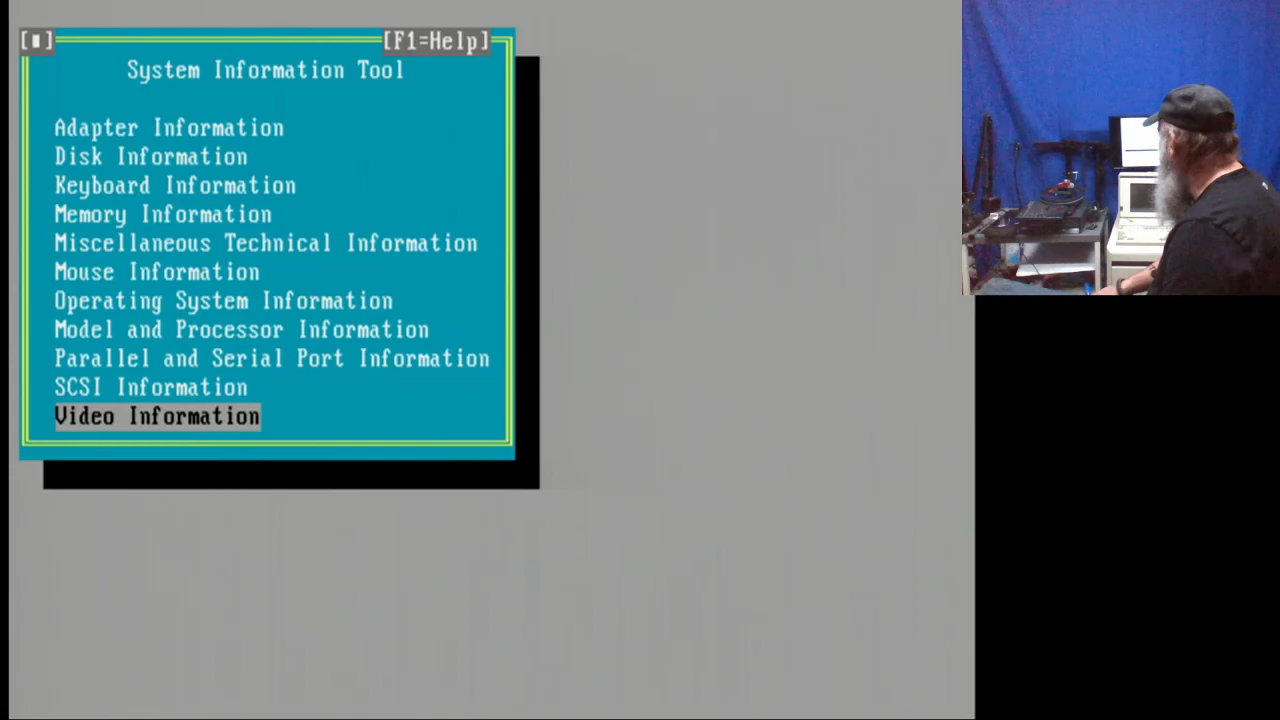 [■]
[F1=Help]
System Information Tool
Adapter Information
Disk Information
Keyboard Information
Memory Information
Miscellaneous Technical Information
Mouse Information
Operating System Information
Model and Processor Information
Parallel and Serial Port Information
SCSI Information
Video Information